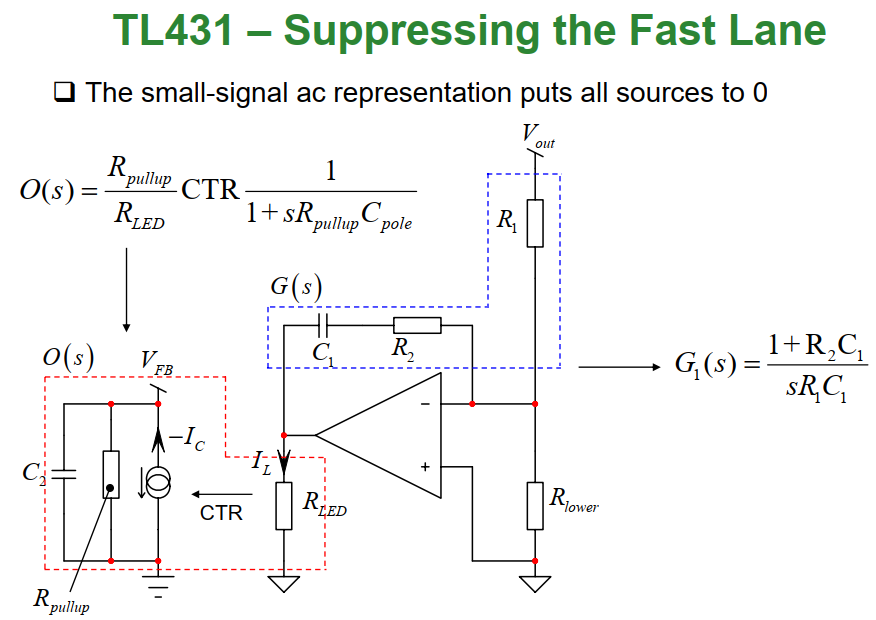 TL431 – Suppressing the Fast Lane
❑ The small-signal ac representation puts all sources to 0
V_out
O(s) = R_pullup / R_LED CTR 1 / (1 + sR_pullup C_pole)
R_1
G(s)
C_1
R_2
G_1(s) = (1 + R_2C_1) / (sR_1C_1)
O(s)
V_FB
−
-I_C
I_L
+
C_2
R_LED
R_lower
CTR
R_pullup